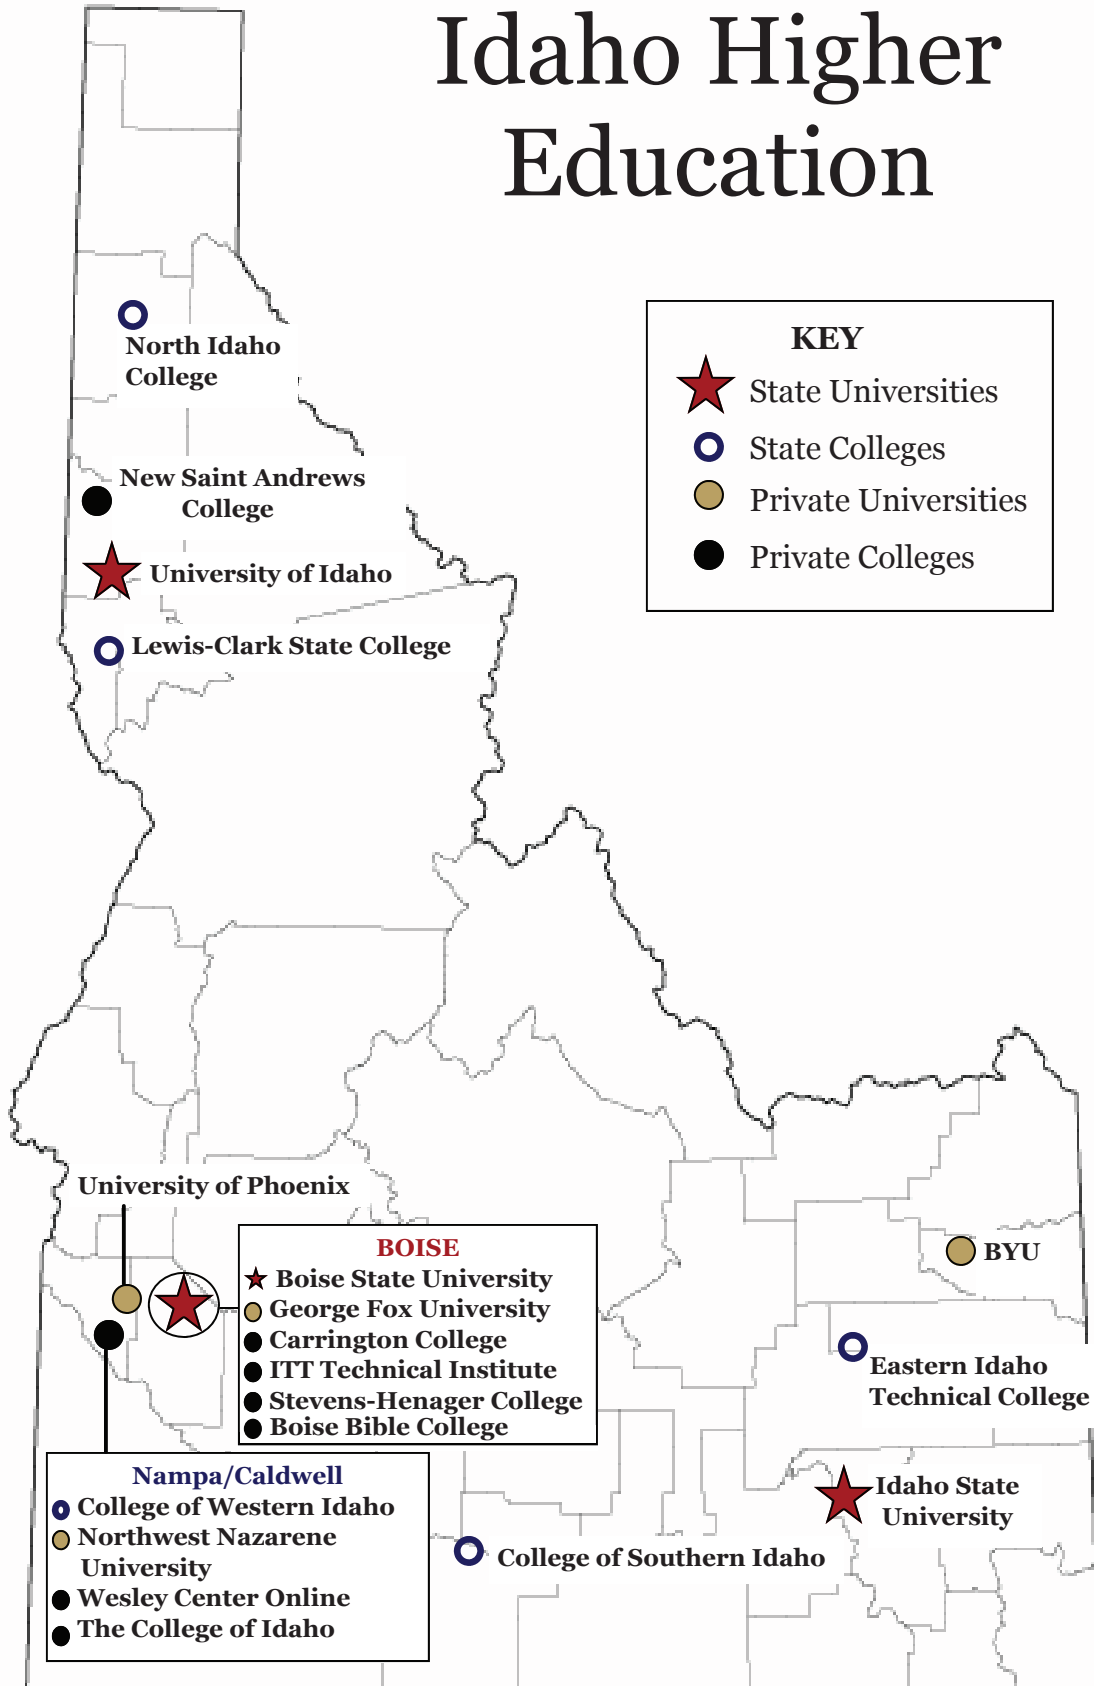 Idaho Higher
Education
KEY
State Universities
State Colleges
Private Universities
Private Colleges
North Idaho
College
New Saint Andrews
College
University of Idaho
Lewis-Clark State College
University of Phoenix
BOISE
Boise State University
George Fox University
Carrington College
ITT Technical Institute
Stevens-Henager College
Boise Bible College
BYU
Eastern Idaho
Technical College
Idaho State
University
Nampa/Caldwell
College of Western Idaho
Northwest Nazarene
University
Wesley Center Online
The College of Idaho
College of Southern Idaho